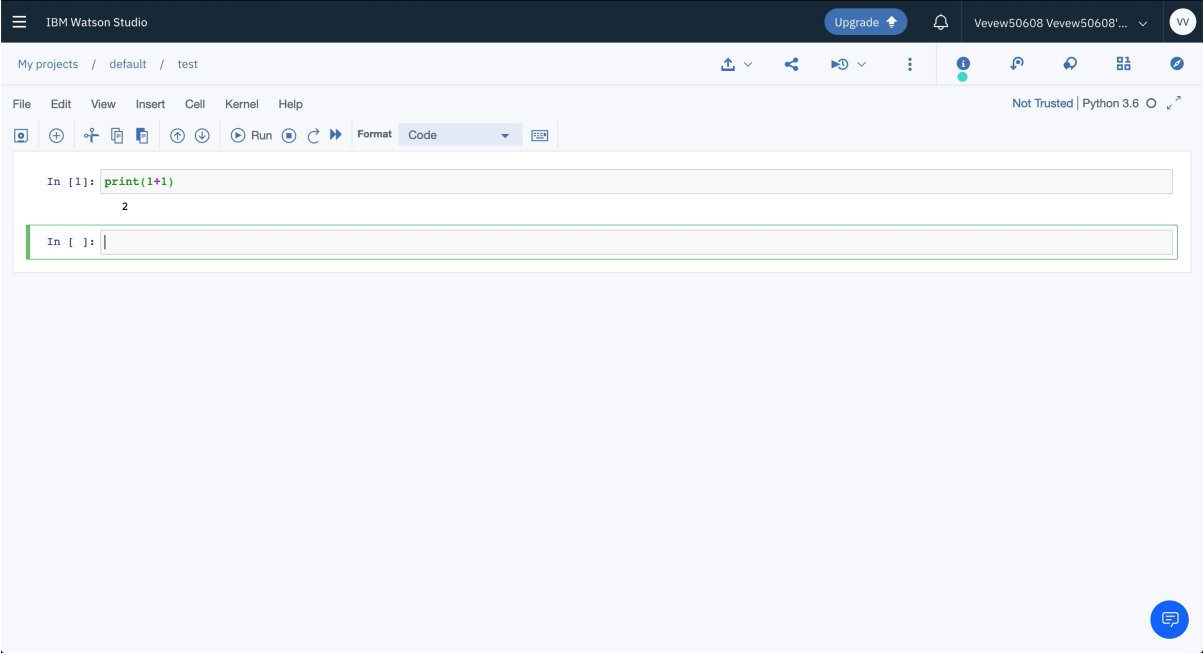 IBM Watson Studio
Upgrade
Vevew50608 Vevew50608'...
VV
My projects / default / test
File Edit View Insert Cell Kernel Help
Not Trusted | Python 3.6
Run
Format
Code
In [1]: print(1+1)
2
In [ ]: